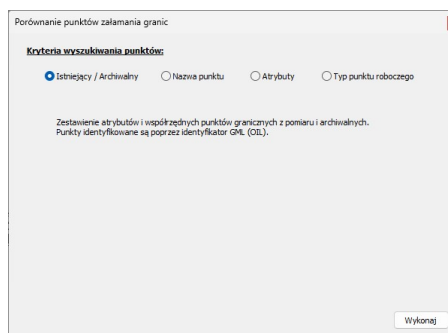 Porównanie punktów załamania granic
Kryteria wyszukiwania punktów:
Istniejący / Archiwalny Nazwa punktu Atrybuty Typ punktu roboczego
Zestawienie atrybutów i współrzędnych punktów granicznych z pomiaru i archiwalnych.
Punkty identyfikowane są poprzez identyfikator GML (OIL).
Wykonaj